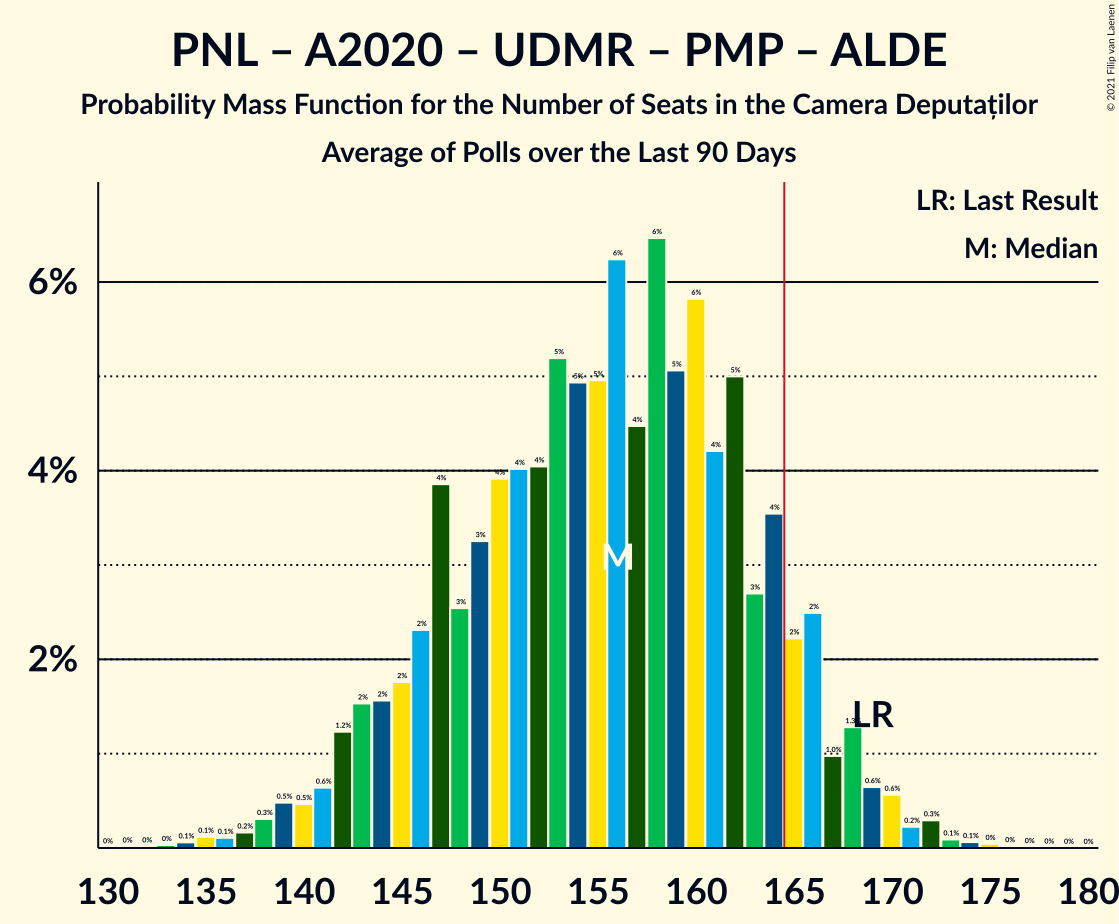 PNL – A2020 – UDMR – PMP – ALDE
Probability Mass Function for the Number of Seats in the Camera Deputaților
Average of Polls over the Last 90 Days
© 2021 Filip van Laenen
LR: Last Result
M: Median
6%
4%
2%
0% 0% 0% 0% 0.1% 0.1% 0.1% 0.2% 0.3% 0.5% 0.5% 0.6% 1.2% 2% 2% 2% 2% 4% 3% 3% 4% 4% 4% 5% 5% 5% 6% 4% 6% 5% 6% 4% 5% 3% 4% 2% 2% 1.0% 1.3% 0.6% 0.6% 0.2% 0.3% 0.1% 0.1% 0% 0% 0% 0% 0% 0%
M
LR
130 135 140 145 150 155 160 165 170 175 180